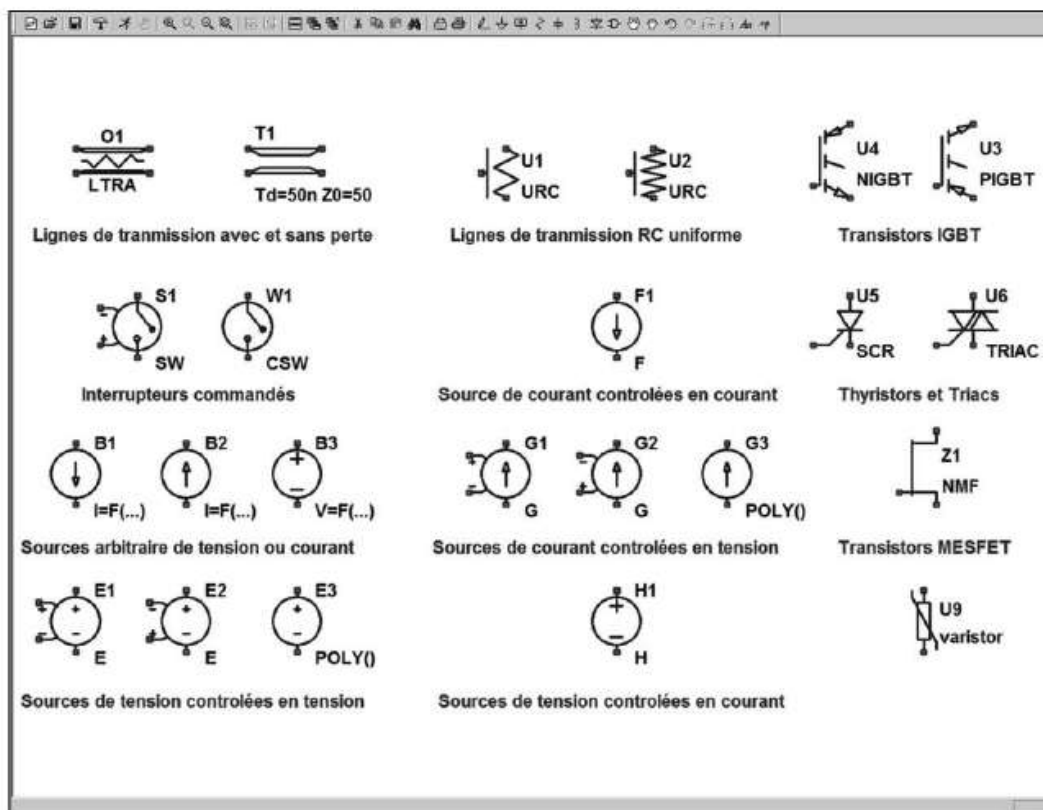 O1
LTRA
T1
Td=50n Z0=50
Lignes de tranmission avec et sans perte
U1
URC
U2
URC
Lignes de tranmission RC uniforme
U4
NIGBT
U3
PIGBT
Transistors IGBT
S1
SW
W1
CSW
Interrupteurs commandés
F1
F
Source de courant controlées en courant
U5
SCR
U6
TRIAC
Thyristors et Triacs
B1
I=F(...)
B2
I=F(...)
B3
V=F(...)
Sources arbitraire de tension ou courant
G1
G
G2
G
G3
POLY()
Sources de courant controlées en tension
Z1
NMF
Transistors MESFET
E1
E
E2
E
E3
POLY()
Sources de tension controlées en tension
H1
H
Sources de tension controlées en courant
U9
varistor